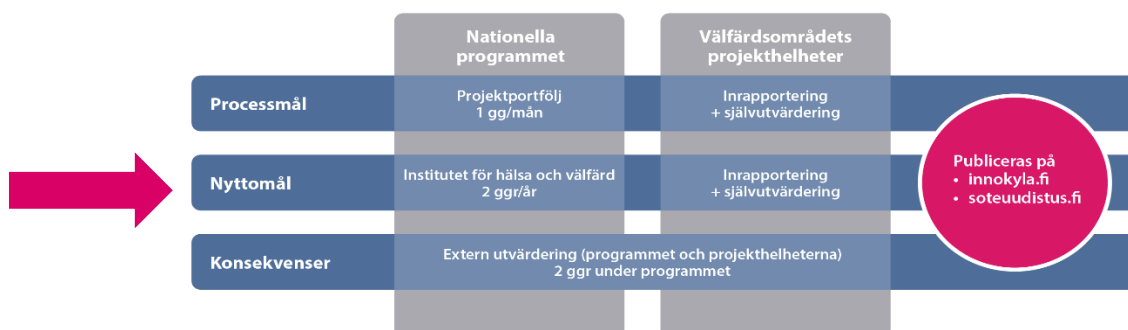 Nationella
programmet
Välfärdsområdets
projekthelheter
Processmål
Projektportfölj
1 gg/mån
Inrapportering
+ självutvärdering
Nyttomål
Institutet för hälsa och välfärd
2 ggr/år
Inrapportering
+ självutvärdering
Konsekvenser
Extern utvärdering (programmet och projekthelheterna)
2 ggr under programmet
Publiceras på
• innokyla.fi
• soteuudistus.fi